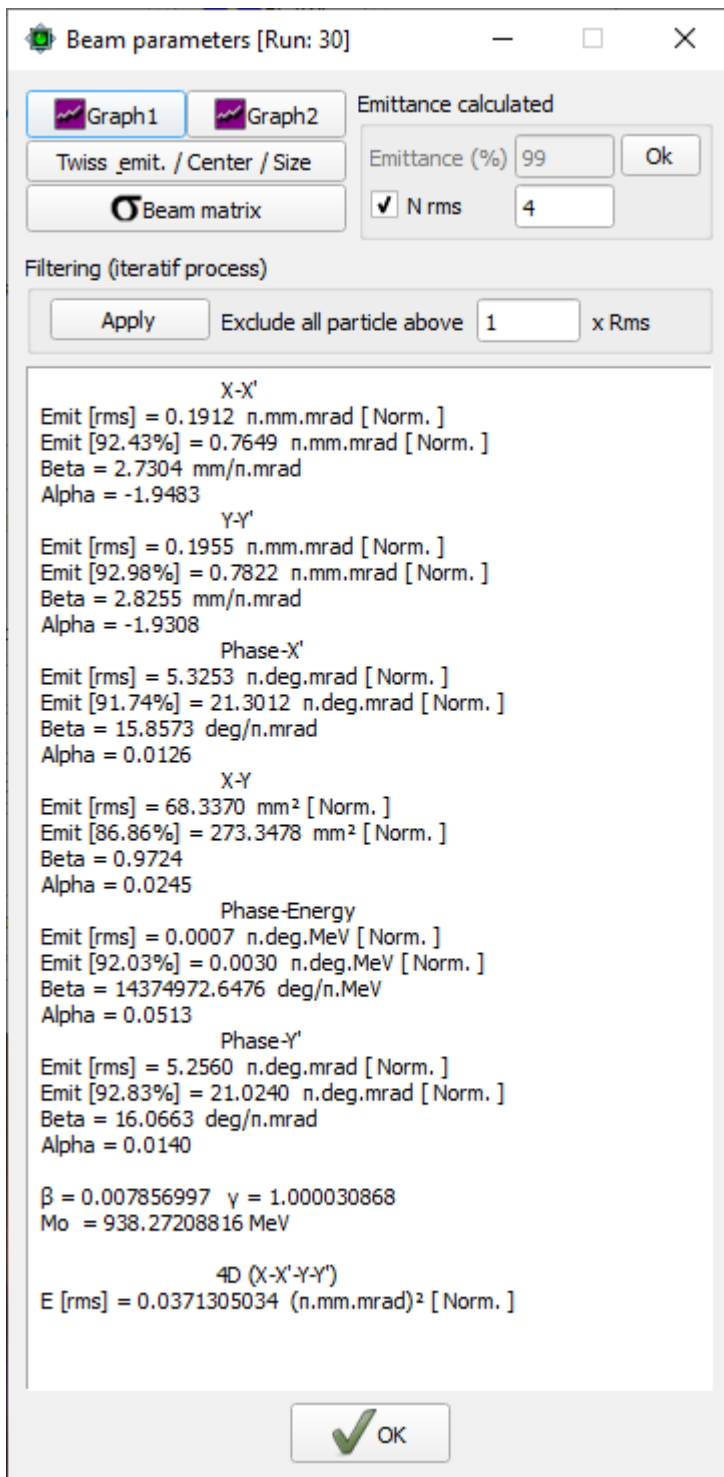 Beam parameters [Run: 30]
Graph1
Graph2
Emittance calculated
Twiss_emit. / Center / Size
Emittance (%) 99
Ok
σ Beam matrix
N rms 4
Filtering (iteratif process)
Apply
Exclude all particle above 1 x Rms
X-X'
Emit [rms] = 0.1912 π.mm.mrad [ Norm. ]
Emit [92.43%] = 0.7649 π.mm.mrad [ Norm. ]
Beta = 2.7304 mm/π.mrad
Alpha = -1.9483
Y-Y'
Emit [rms] = 0.1955 π.mm.mrad [ Norm. ]
Emit [92.98%] = 0.7822 π.mm.mrad [ Norm. ]
Beta = 2.8255 mm/π.mrad
Alpha = -1.9308
Phase-X'
Emit [rms] = 5.3253 π.deg.mrad [ Norm. ]
Emit [91.74%] = 21.3012 π.deg.mrad [ Norm. ]
Beta = 15.8573 deg/π.mrad
Alpha = 0.0126
X-Y
Emit [rms] = 68.3370 mm² [ Norm. ]
Emit [86.86%] = 273.3478 mm² [ Norm. ]
Beta = 0.9724
Alpha = 0.0245
Phase-Energy
Emit [rms] = 0.0007 π.deg.MeV [ Norm. ]
Emit [92.03%] = 0.0030 π.deg.MeV [ Norm. ]
Beta = 14374972.6476 deg/π.MeV
Alpha = 0.0513
Phase-Y'
Emit [rms] = 5.2560 π.deg.mrad [ Norm. ]
Emit [92.83%] = 21.0240 π.deg.mrad [ Norm. ]
Beta = 16.0663 deg/π.mrad
Alpha = 0.0140
β = 0.007856997 γ = 1.000030868
Mo = 938.27208816 MeV
4D (X-X'-Y-Y')
E [rms] = 0.0371305034 (π.mm.mrad)² [ Norm. ]
OK